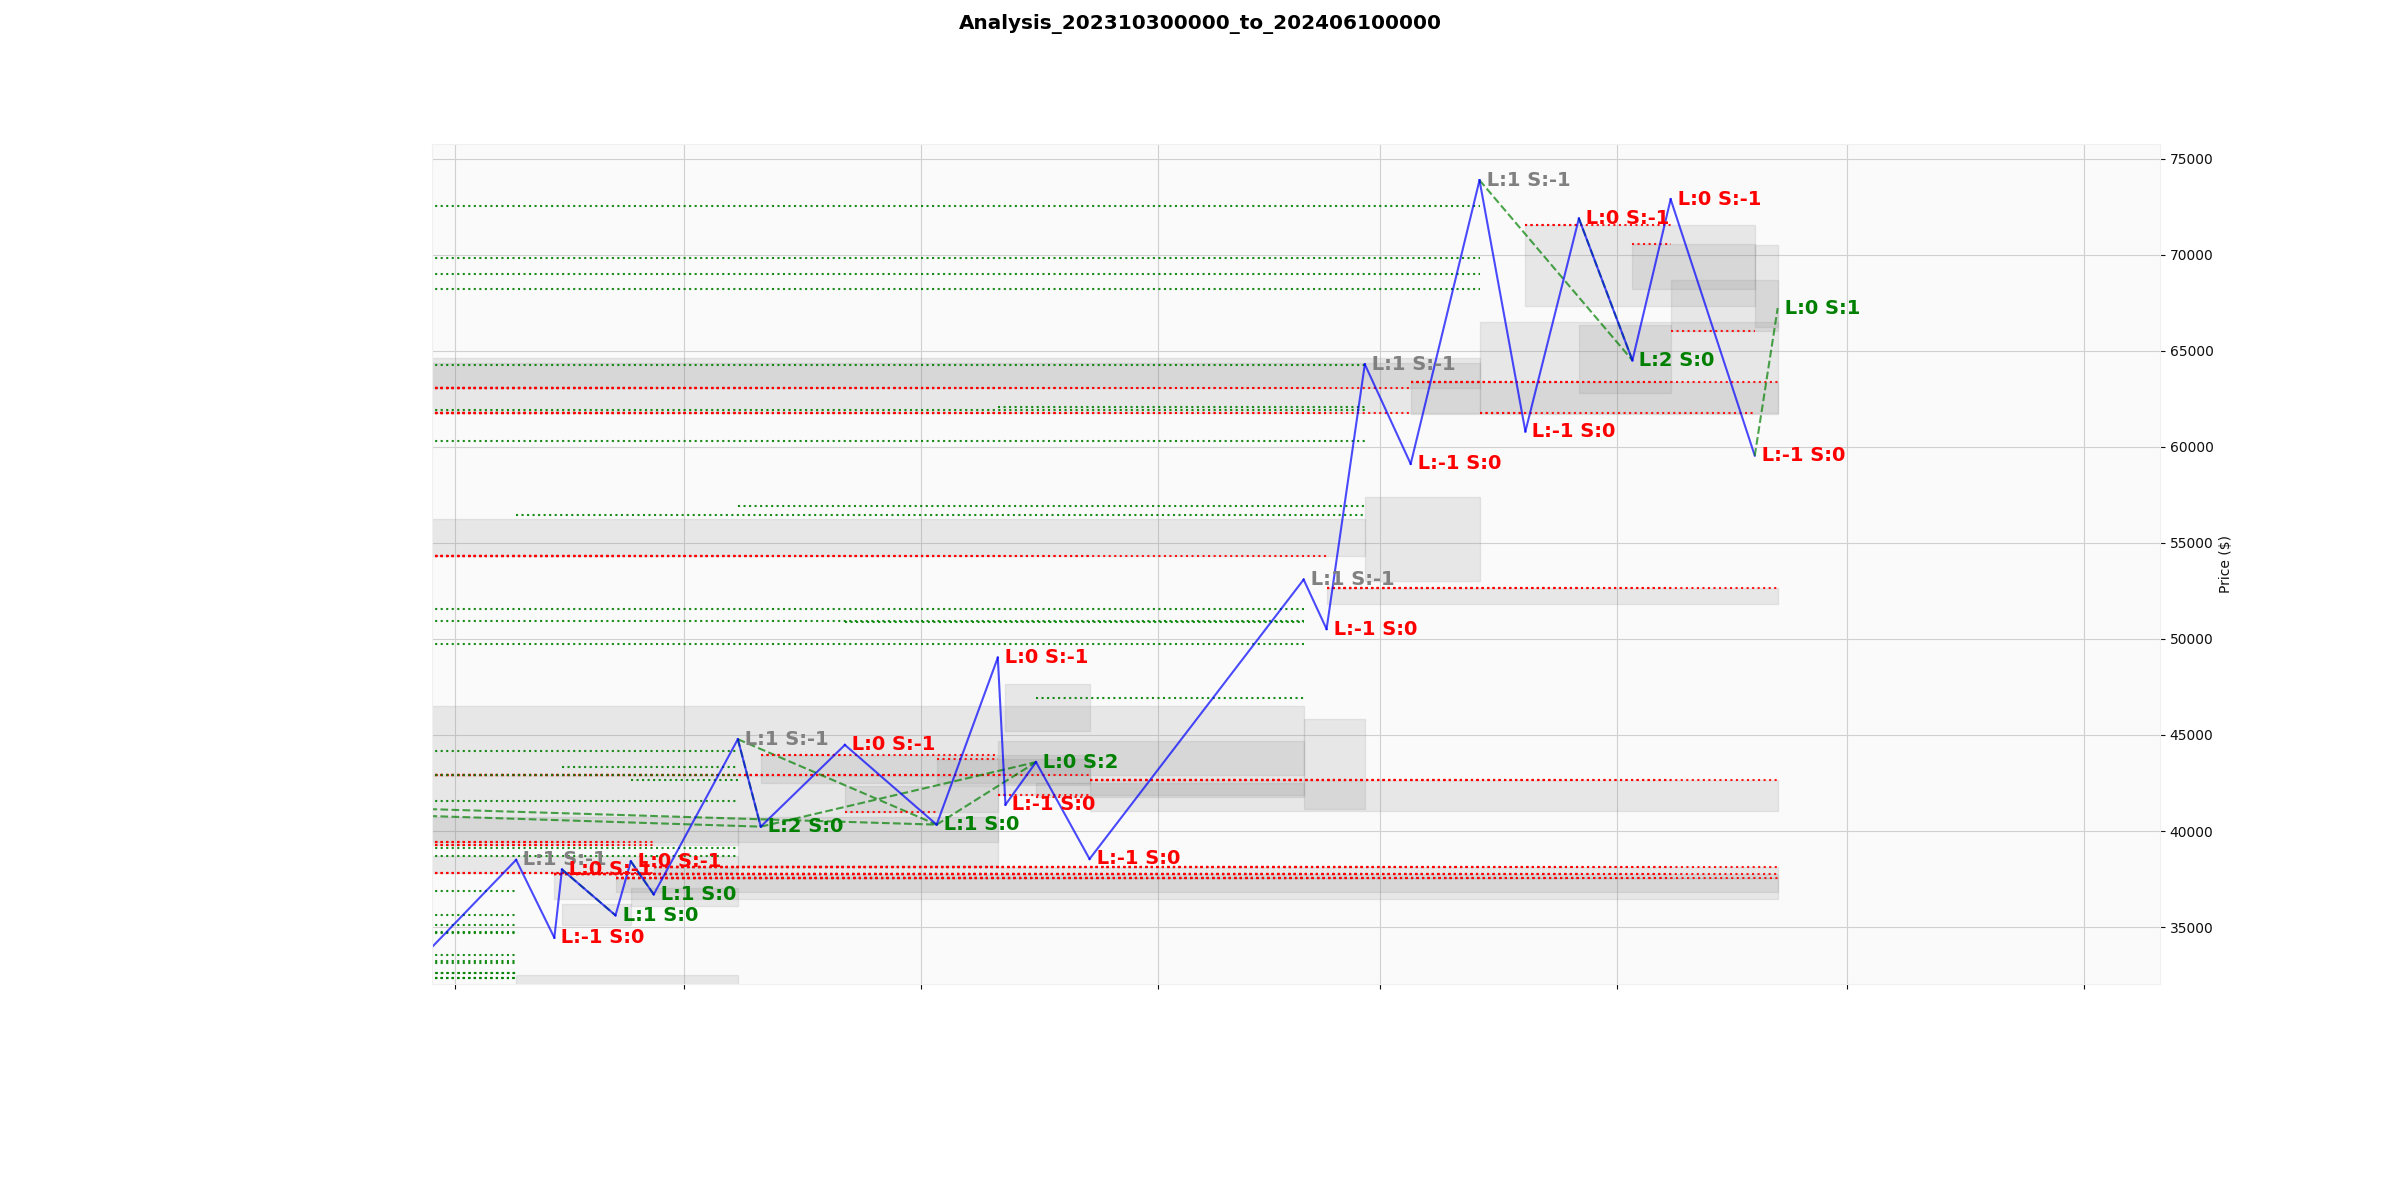 Analysis_202310300000_to_202406100000
75000
L:1 S:-1
L:0 S:-1
L:0 S:-1
70000
L:0 S:1
L:1 S:-1
L:2 S:0
65000
L:-1 S:0
60000
L:-1 S:0
L:-1 S:0
55000
Price ($)
L:1 S:-1
L:-1 S:0
50000
L:0 S:-1
45000
L:1 S:-1
L:0 S:-1
L:0 S:2
L:-1 S:0
L:2 S:0
L:1 S:0
40000
L:1 S:-1
L:0 S:-1
L:0 S:-1
L:-1 S:0
L:1 S:0
L:1 S:0
L:-1 S:0
35000